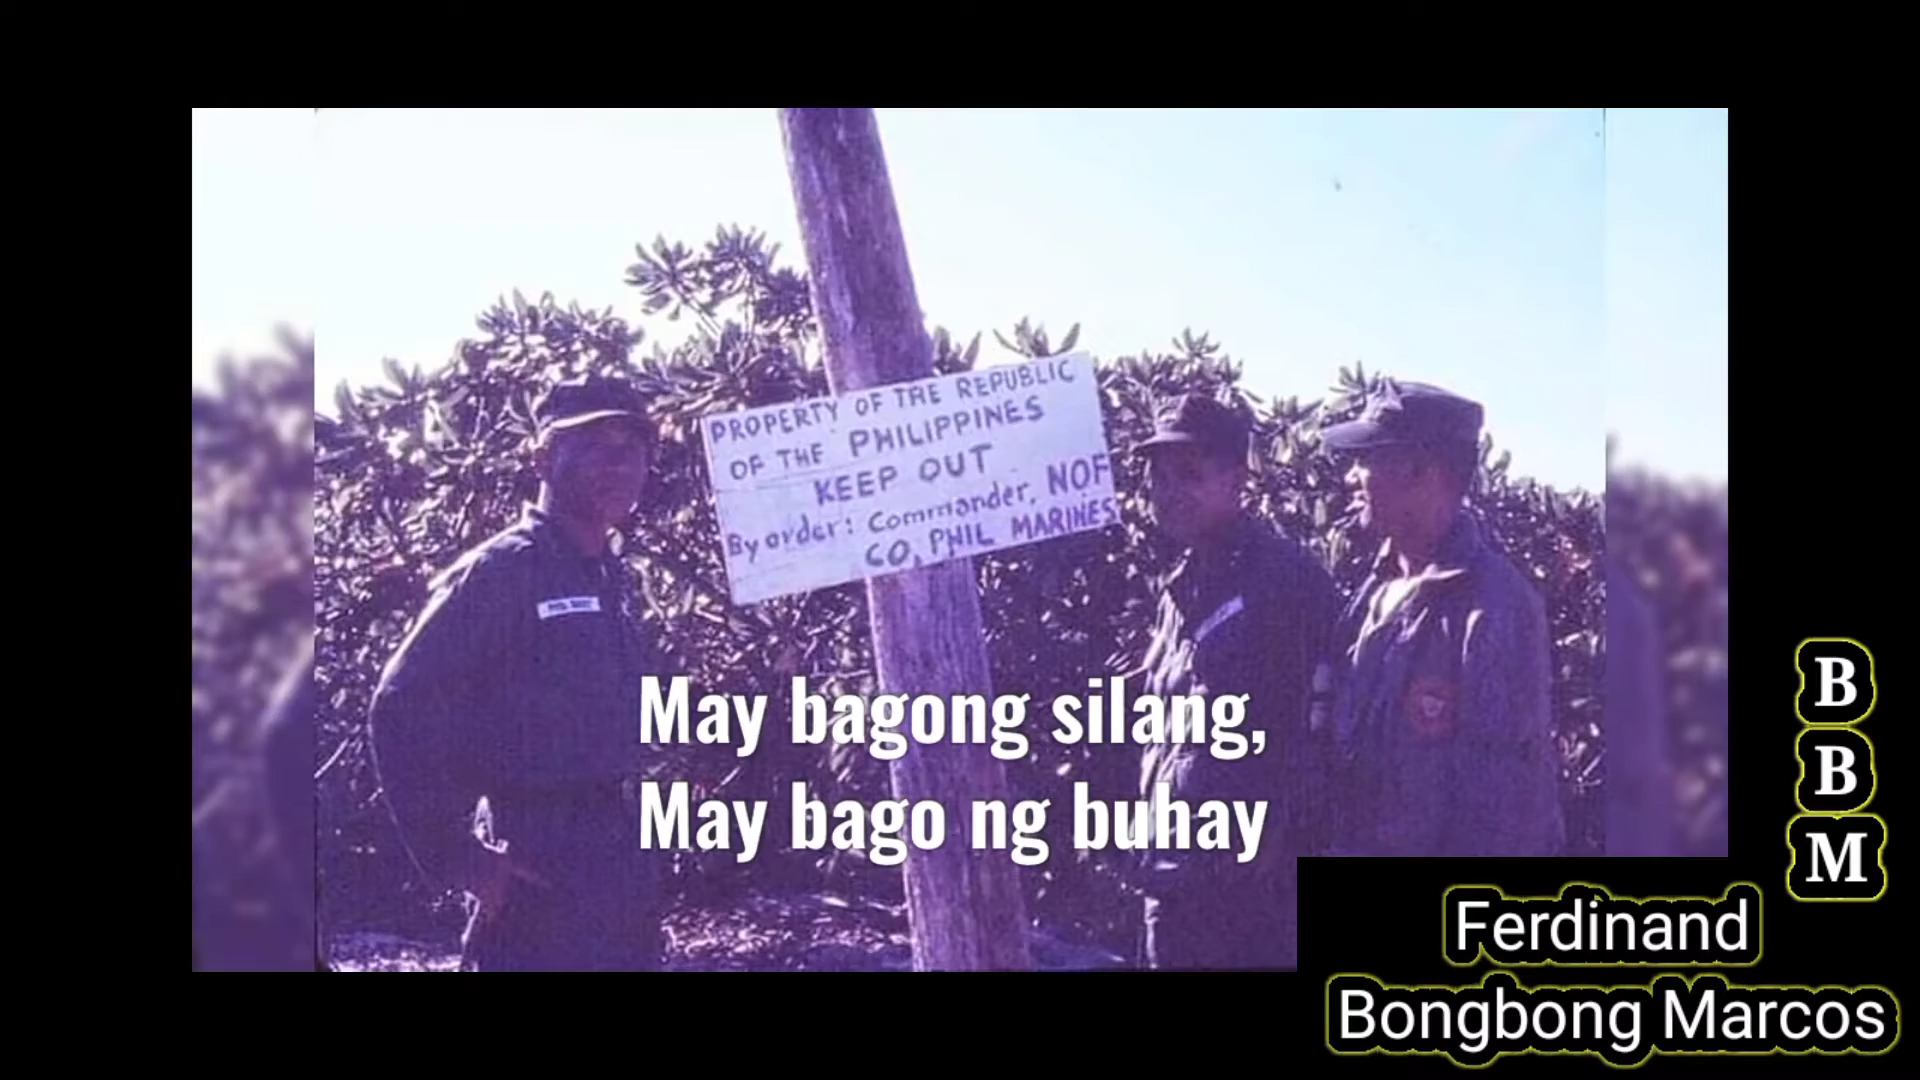 PROPERTY OF THE REPUBLIC
OF THE PHILIPPINES
KEEP OUT
By order: Commander, NOF
CO, PHIL MARINES
May bagong silang,
May bago ng buhay
B
B
M
Ferdinand
Bongbong Marcos